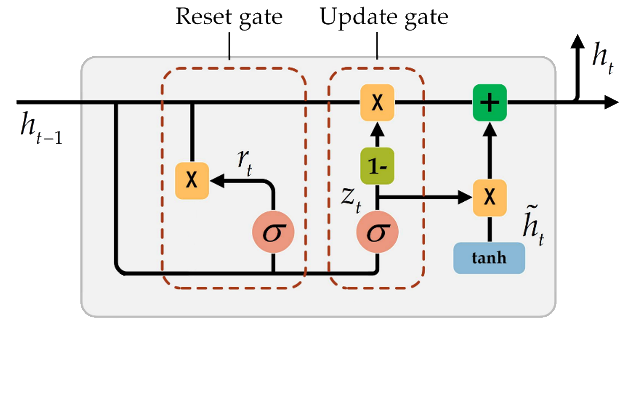 Reset gate
Update gate
h_t
h_{t-1}
X
+
r_t
1-
X
z_t
X
σ
σ
h̃_t
tanh